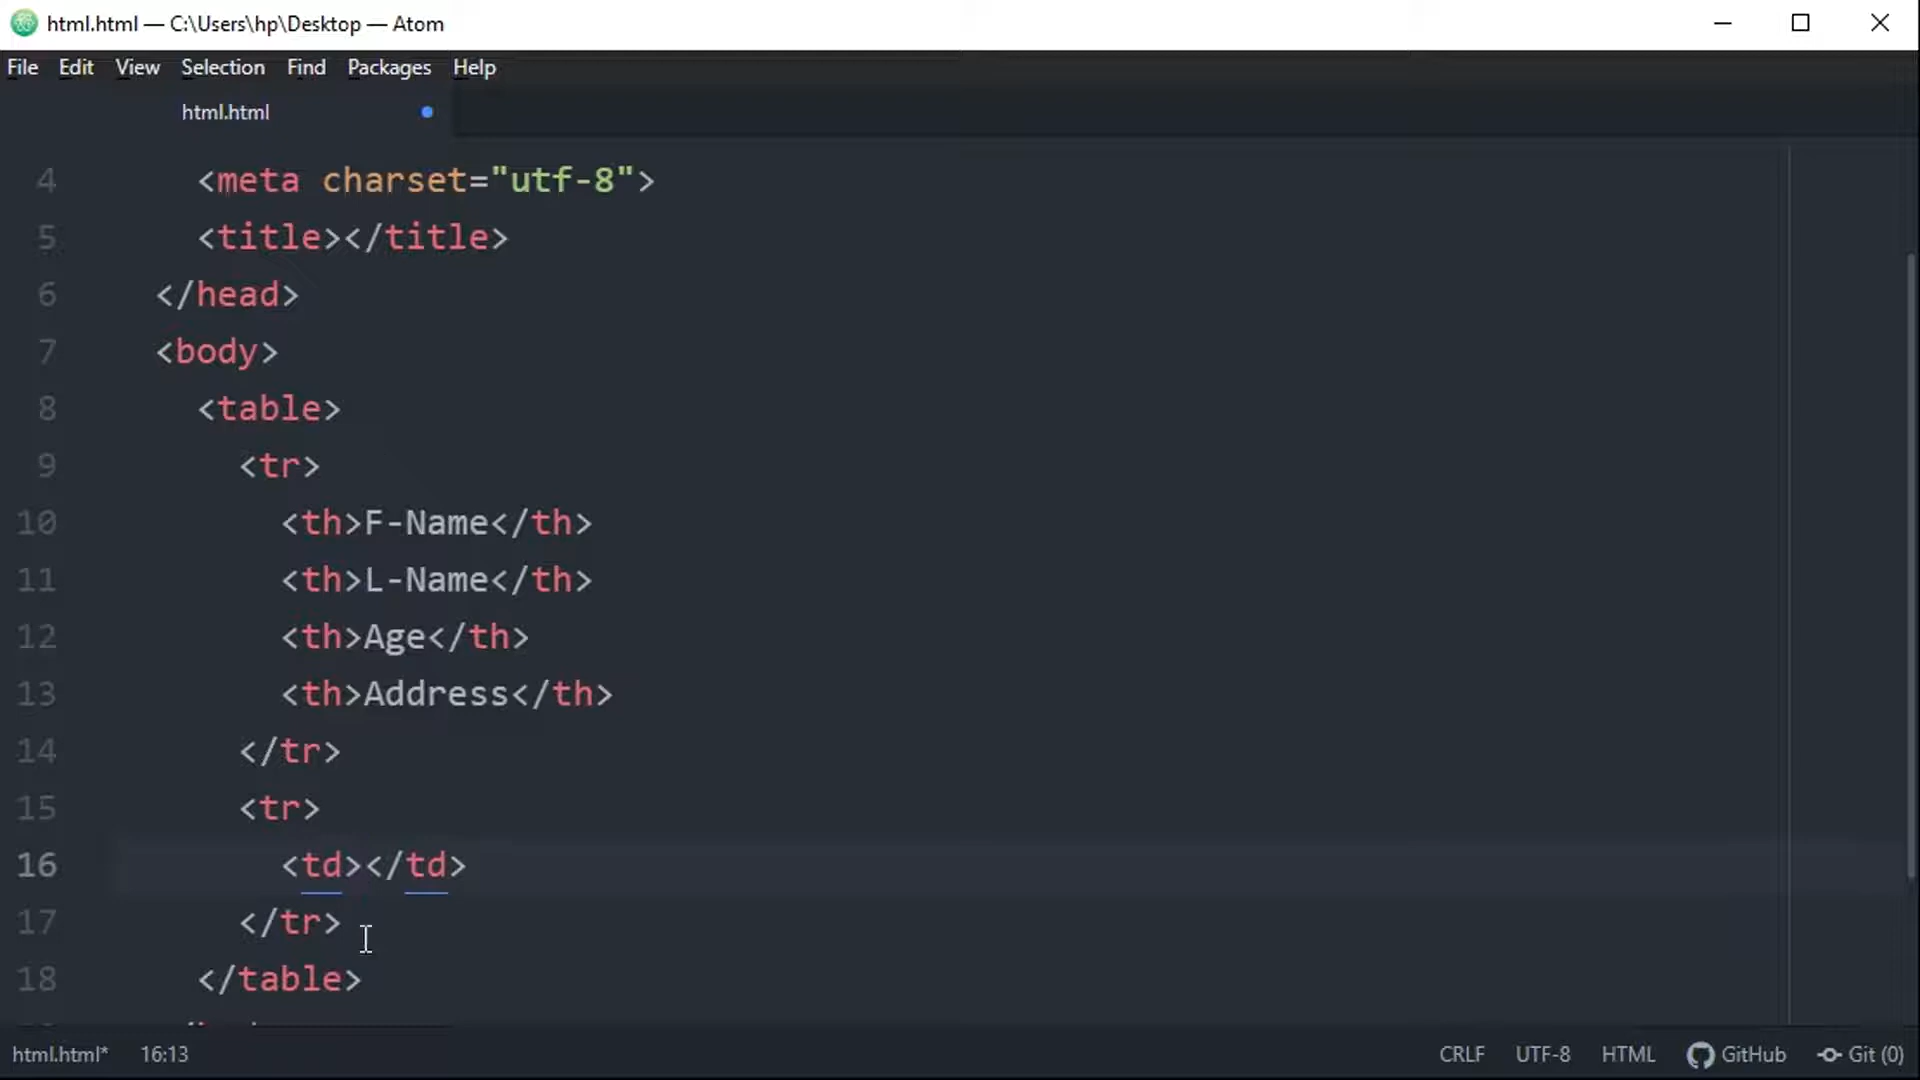 html.html — C:\Users\hp\Desktop — Atom
File Edit View Selection Find Packages Help
html.html
4 <meta charset="utf-8">
5 <title></title>
6 </head>
7 <body>
8 <table>
9 <tr>
10 <th>F-Name</th>
11 <th>L-Name</th>
12 <th>Age</th>
13 <th>Address</th>
14 </tr>
15 <tr>
16 <td></td>
17 </tr>
18 </table>
html.html* 16:13 CRLF UTF-8 HTML GitHub Git (0)